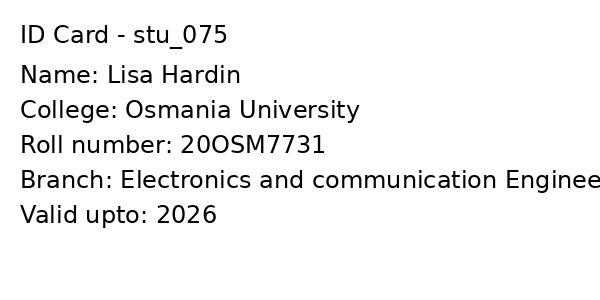 ID Card - stu_075
Name: Lisa Hardin
College: Osmania University
Roll number: 20OSM7731
Branch: Electronics and communication Enginee
Valid upto: 2026